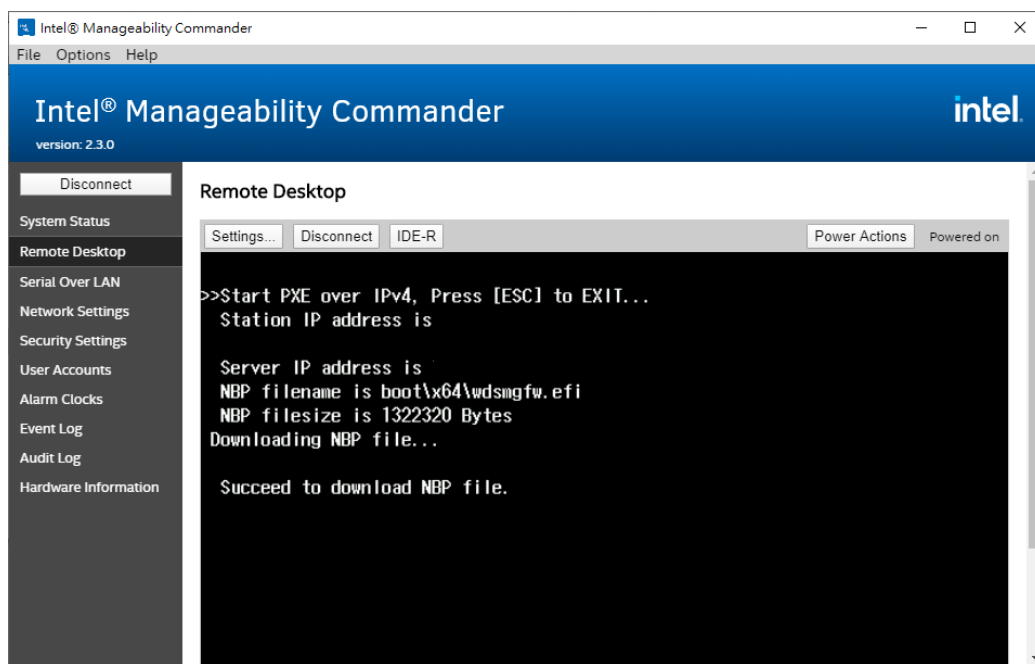 Intel® Manageability Commander
File Options Help
Intel® Manageability Commander
intel.
version: 2.3.0
Disconnect
System Status
Remote Desktop
Serial Over LAN
Network Settings
Security Settings
User Accounts
Alarm Clocks
Event Log
Audit Log
Hardware Information
Remote Desktop
Settings... Disconnect IDE-R Power Actions Powered on
>>Start PXE over IPv4, Press [ESC] to EXIT...
Station IP address is
Server IP address is
NBP filename is boot\x64\wdsmgfw.efi
NBP filesize is 1322320 Bytes
Downloading NBP file...
Succeed to download NBP file.